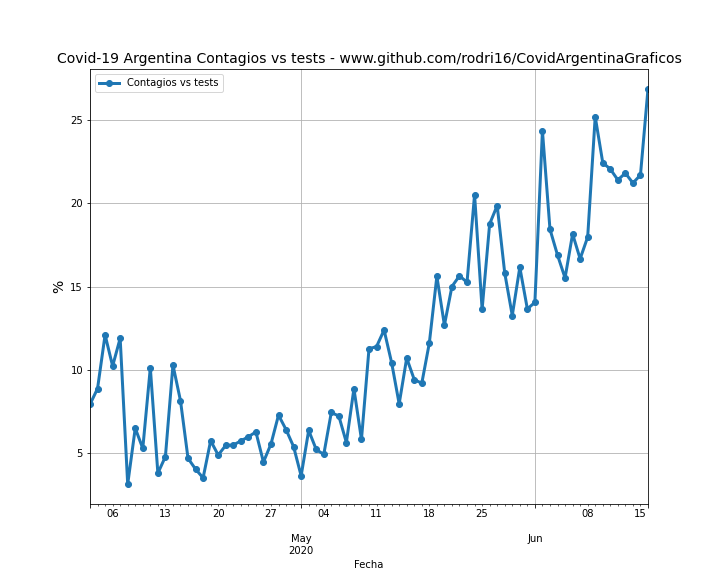 Covid-19 Argentina Contagios vs tests - www.github.com/rodri16/CovidArgentinaGraficos
Contagios vs tests
25
20
15
10
5
%
06 13 20 27 04 11 18 25 08 15
May Jun
2020
Fecha